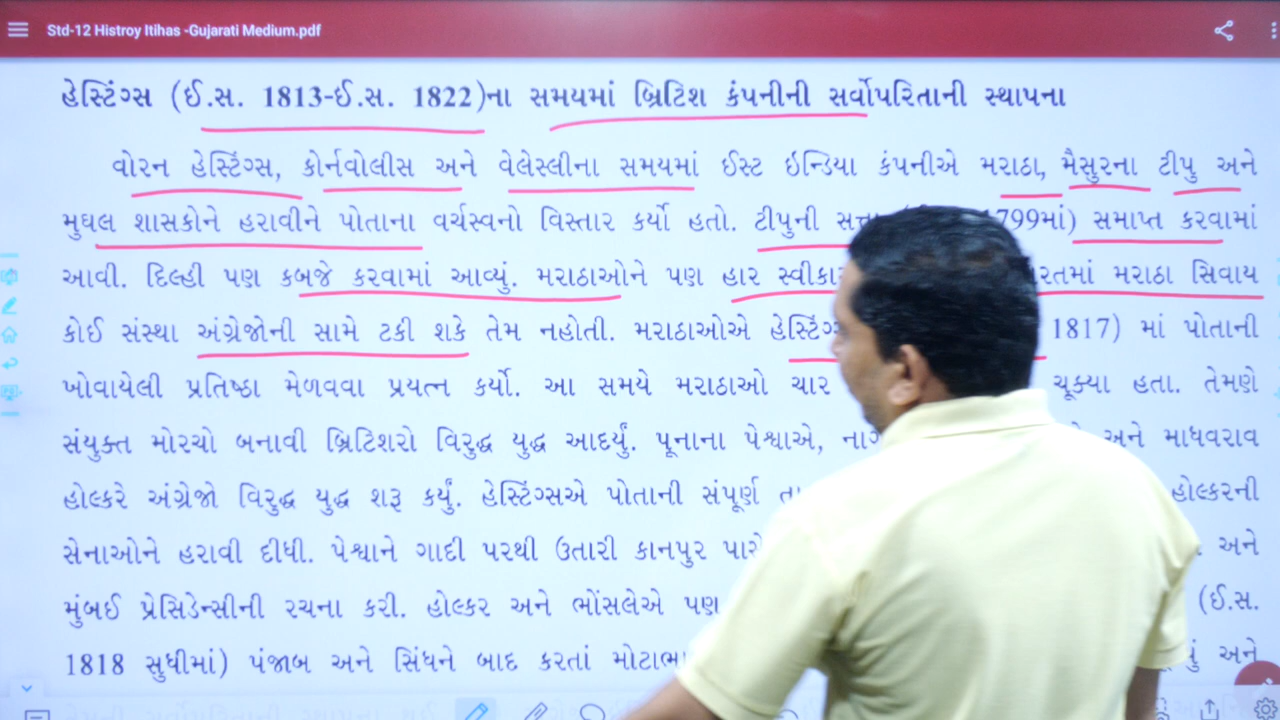 Std-12 Histroy Itihas -Gujarati Medium.pdf
હેસ્ટિંગ્સ (ઈ.સ. 1813-ઈ.સ. 1822)ના સમયમાં બ્રિટિશ કંપનીની સર્વોપરિતાની સ્થાપના
વોરન હેસ્ટિંગ્સ, કોર્નવોલીસ અને વેલેસ્લીના સમયમાં ઈસ્ટ ઇન્ડિયા કંપનીએ મરાઠા, મૈસુરના ટીપુ અને
મુઘલ શાસકોને હરાવીને પોતાના વર્ચસ્વનો વિસ્તાર કર્યો હતો. ટીપુની 1799માં) સમાપ્ત કરવામાં
આવી. દિલ્હી પણ કબજે કરવામાં આવ્યું. મરાઠાઓને પણ હાર મરાઠા સિવાય
કોઈ સંસ્થા અંગ્રેજોની સામે ટકી શકે તેમ નહોતી. મરાઠાઓએ 1817) માં પોતાની
ખોવાયેલી પ્રતિષ્ઠા મેળવવા પ્રયત્ન કર્યો. આ સમયે મરાઠાઓ ચાર ચૂક્યા હતા. તેમણે
સંયુક્ત મોરચો બનાવી બ્રિટિશરો વિરુદ્ધ યુદ્ધ આદર્યું. પૂનાના પેશ્વાએ, અને માધવરાવ
હોલ્કરે અંગ્રેજો વિરુદ્ધ યુદ્ધ શરૂ કર્યું. હેસ્ટિંગ્સએ પોતાની સંપૂર્ણ હોલ્કરની
સેનાઓને હરાવી દીધી. પેશ્વાને ગાદી પરથી ઉતારી કાનપુર અને
મુંબઈ પ્રેસિડેન્સીની રચના કરી. હોલ્કર અને ભોંસલેએ પણ (ઈ.સ.
1818 સુધીમાં) પંજાબ અને સિંધને બાદ કરતાં અને